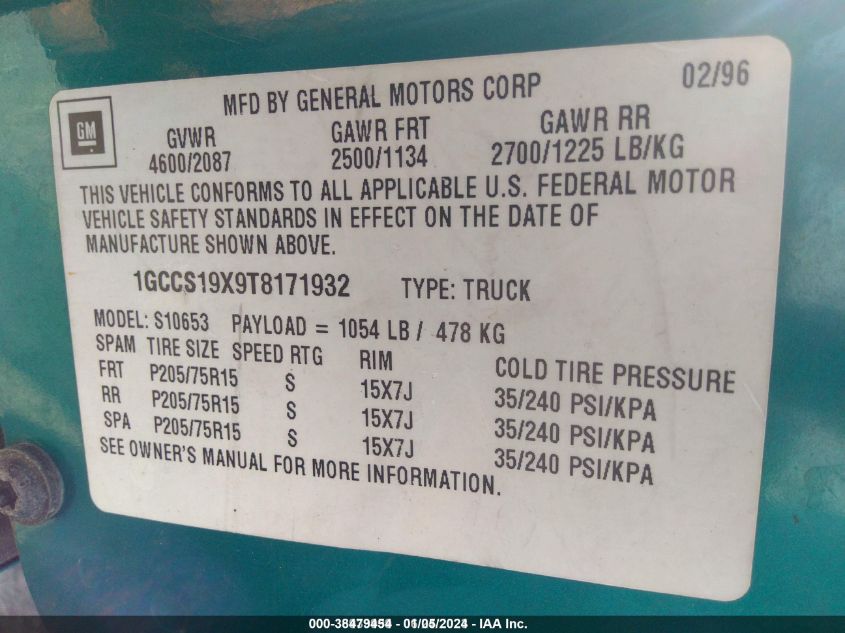 MFD BY GENERAL MOTORS CORP 02/96
GM
GVWR GAWR FRT GAWR RR
4600/2087 2500/1134 2700/1225 LB/KG
THIS VEHICLE CONFORMS TO ALL APPLICABLE U.S. FEDERAL MOTOR
VEHICLE SAFETY STANDARDS IN EFFECT ON THE DATE OF
MANUFACTURE SHOWN ABOVE.
1GCCS19X9T8171932 TYPE: TRUCK
MODEL: S10653 PAYLOAD = 1054 LB / 478 KG
SPAM TIRE SIZE SPEED RTG RIM COLD TIRE PRESSURE
FRT P205/75R15 S 15X7J 35/240 PSI/KPA
RR P205/75R15 S 15X7J 35/240 PSI/KPA
SPA P205/75R15 S 15X7J 35/240 PSI/KPA
SEE OWNER'S MANUAL FOR MORE INFORMATION.
- IAA Inc.